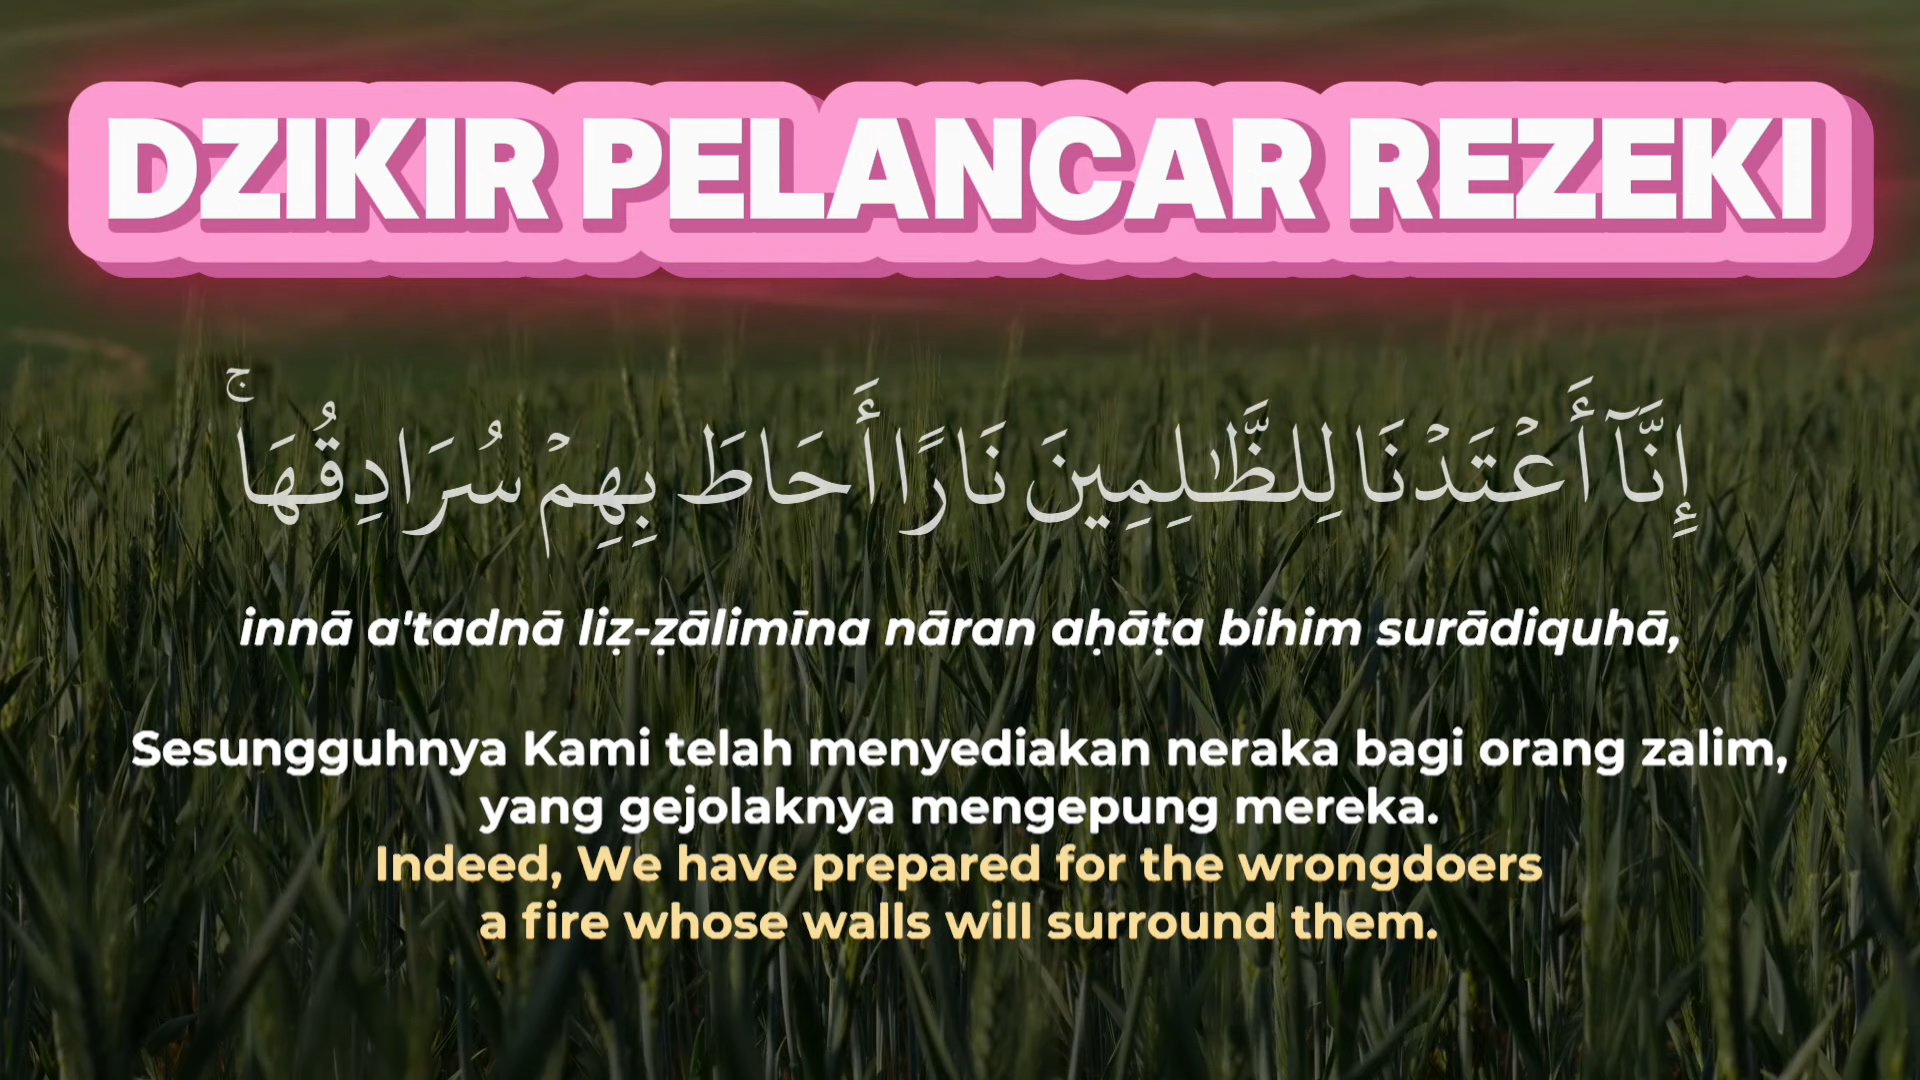 DZIKIR PELANCAR REZEKI
إِنَّآ أَعْتَدْنَا لِلظَّٰلِمِينَ نَارًا أَحَاطَ بِهِمْ سُرَادِقُهَاۚ
innā a'tadnā liẓ-ẓālimīna nāran aḥāṭa bihim surādiquhā,
Sesungguhnya Kami telah menyediakan neraka bagi orang zalim,
yang gejolaknya mengepung mereka.
Indeed, We have prepared for the wrongdoers
a fire whose walls will surround them.